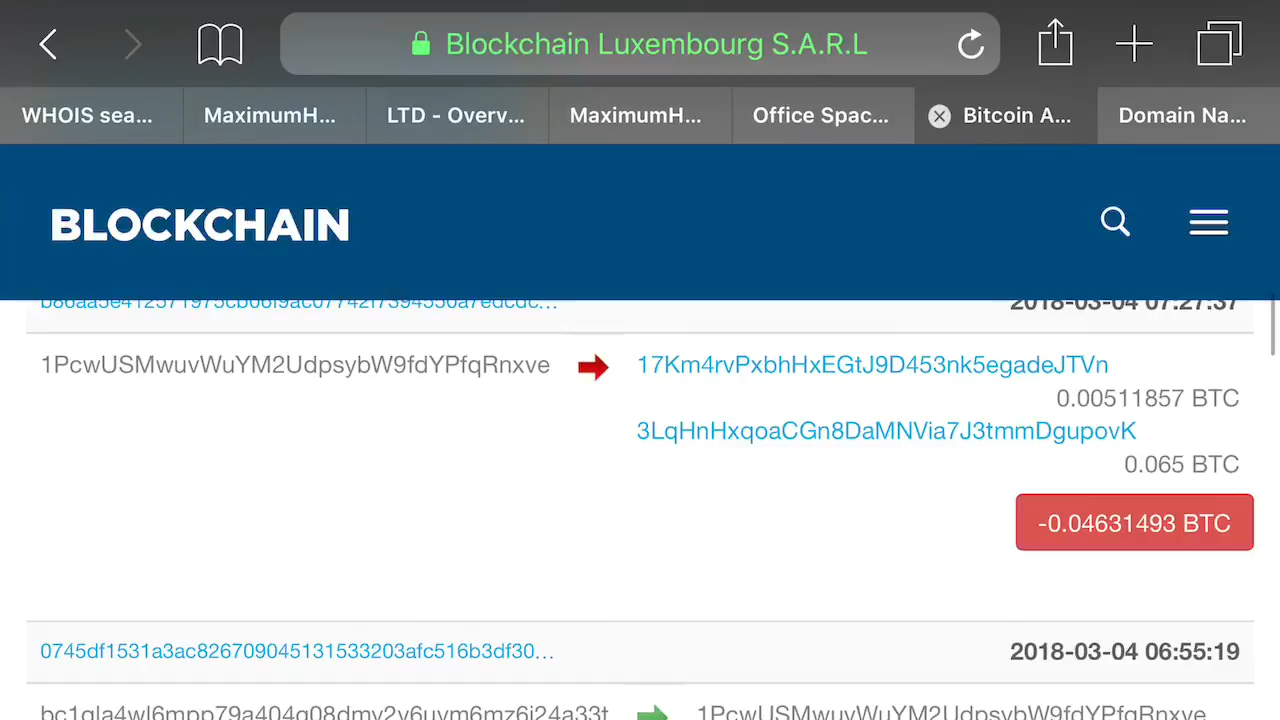 Blockchain Luxembourg S.A.R.L
WHOIS sea... MaximumH... LTD - Overv... MaximumH... Office Spac... Bitcoin A... Domain Na...
BLOCKCHAIN
2018-03-04 07:27:37
1PcwUSMwuvWuYM2UdpsybW9fdYPfqRnxve 17Km4rvPxbhHxEGtJ9D453nk5egadeJTVn
0.00511857 BTC
3LqHnHxqoaCGn8DaMNVia7J3tmmDgupovK
0.065 BTC
-0.04631493 BTC
0745df1531a3ac826709045131533203afc516b3df30... 2018-03-04 06:55:19
1PcwUSMwuvWuYM2UdpsybW9fdYPfqRnxve